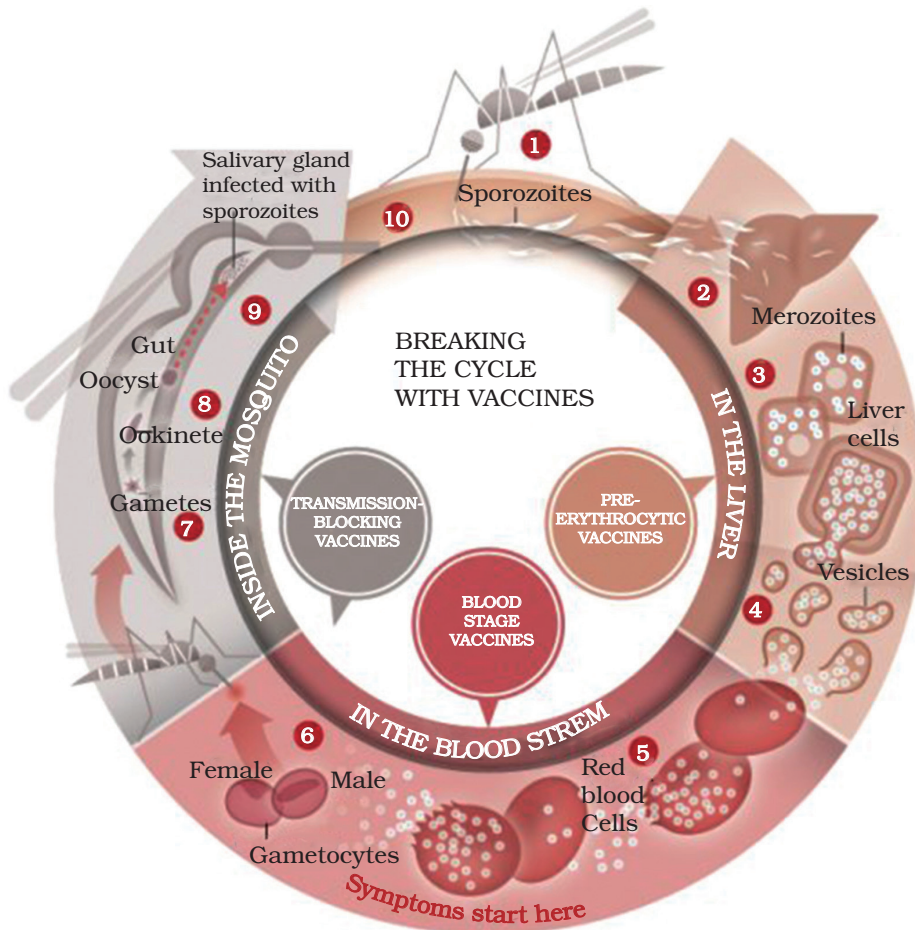 1
Salivary gland
infected with
sporozoites
Sporozoites
10
2
9
Merozoites
BREAKING
THE CYCLE
WITH VACCINES
Gut
3
Oocyst
8
Liver
cells
Ookinete
INSIDE THE MOSQUITO
IN THE LIVER
Gametes
7
TRANSMISSION-
BLOCKING
VACCINES
PRE-
ERYTHROCYTIC
VACCINES
Vesicles
BLOOD
STAGE
VACCINES
4
IN THE BLOOD STREM
6
5
Female
Male
Red
blood
Cells
Gametocytes
Symptoms start here